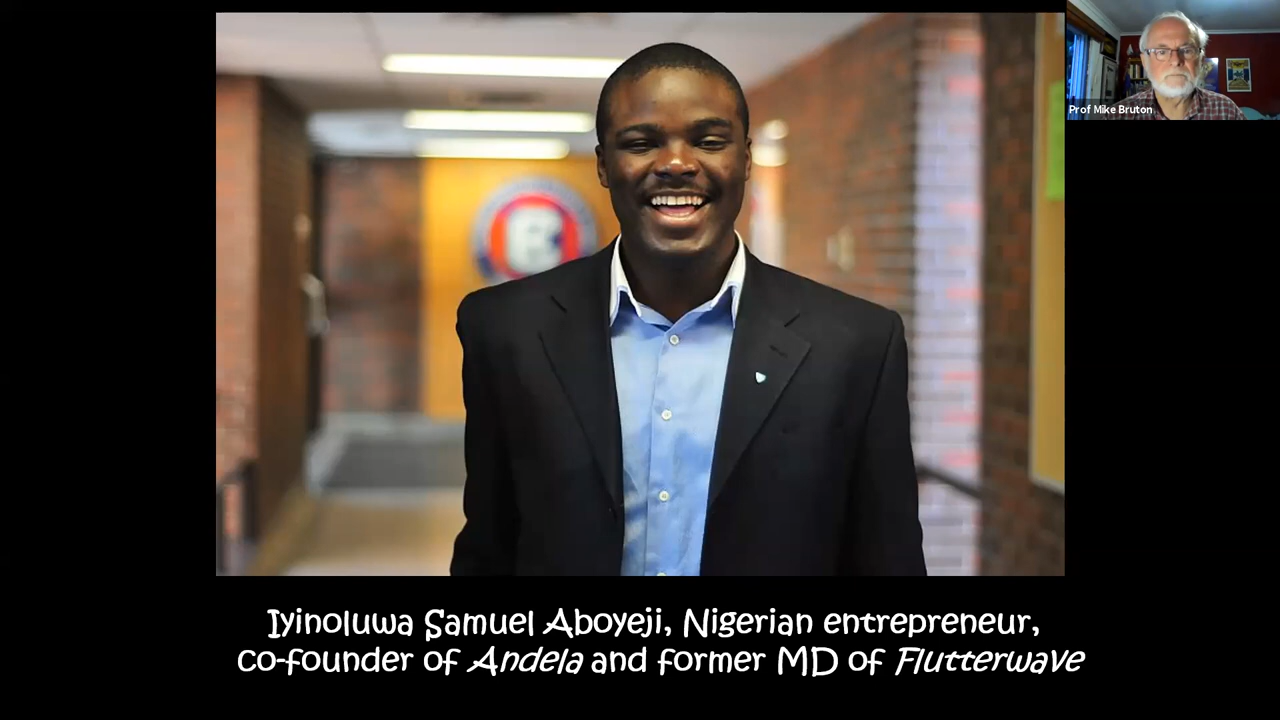 Prof Mike Bruton
Iyinoluwa Samuel Aboyeji, Nigerian entrepreneur,
co-founder of Andela and former MD of Flutterwave